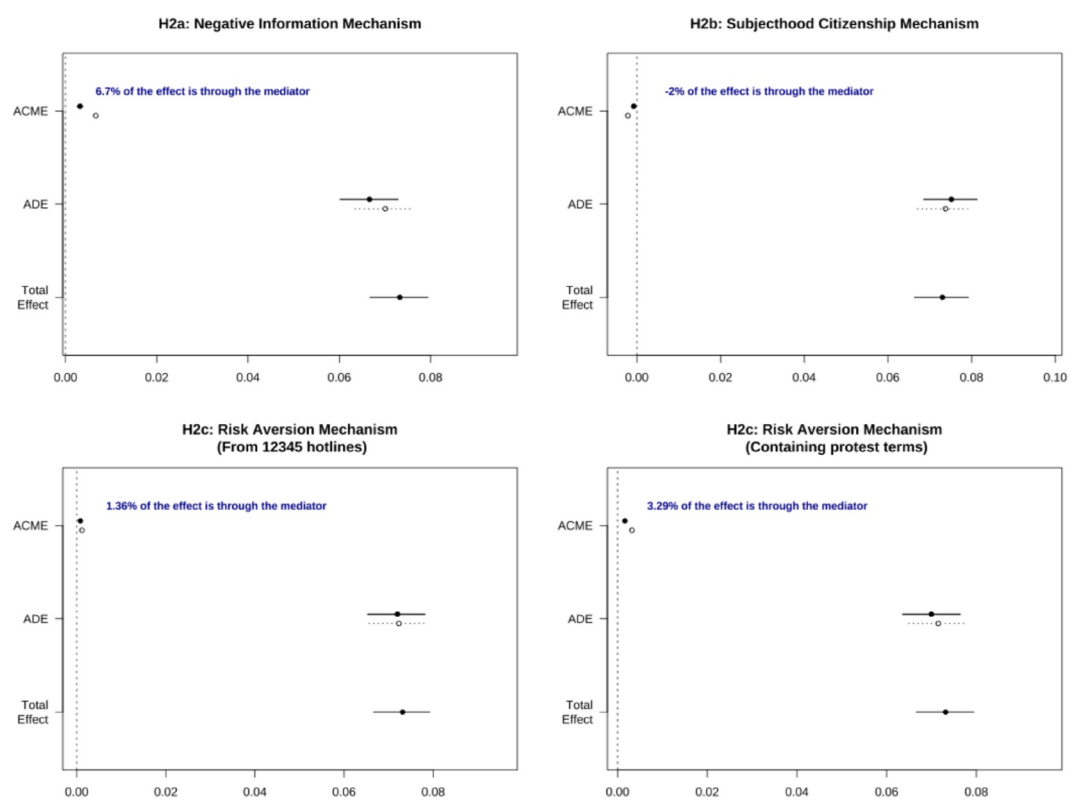 H2a: Negative Information Mechanism
6.7% of the effect is through the mediator
ACME
ADE
Total
Effect
0.00 0.02 0.04 0.06 0.08
H2b: Subjecthood Citizenship Mechanism
-2% of the effect is through the mediator
ACME
ADE
Total
Effect
0.00 0.02 0.04 0.06 0.08 0.10
H2c: Risk Aversion Mechanism
(From 12345 hotlines)
1.36% of the effect is through the mediator
ACME
ADE
Total
Effect
0.00 0.02 0.04 0.06 0.08
H2c: Risk Aversion Mechanism
(Containing protest terms)
3.29% of the effect is through the mediator
ACME
ADE
Total
Effect
0.00 0.02 0.04 0.06 0.08